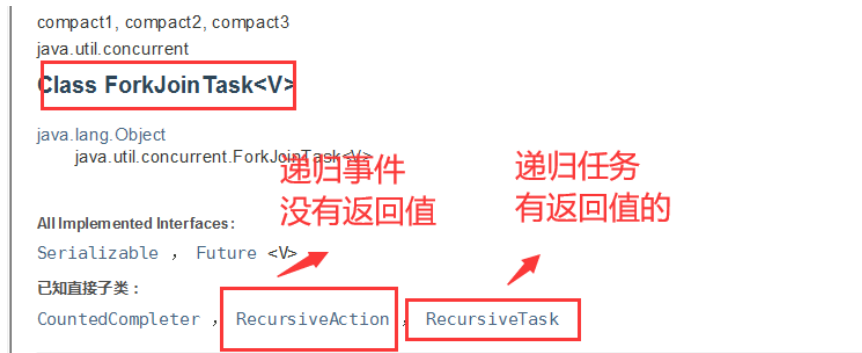 compact1, compact2, compact3
java.util.concurrent
Class ForkJoinTask<V>
java.lang.Object
java.util.concurrent.ForkJoinTask<V>
递归事件
没有返回值
递归任务
有返回值的
All Implemented Interfaces:
Serializable , Future <V>
已知直接子类:
CountedCompleter , RecursiveAction , RecursiveTask